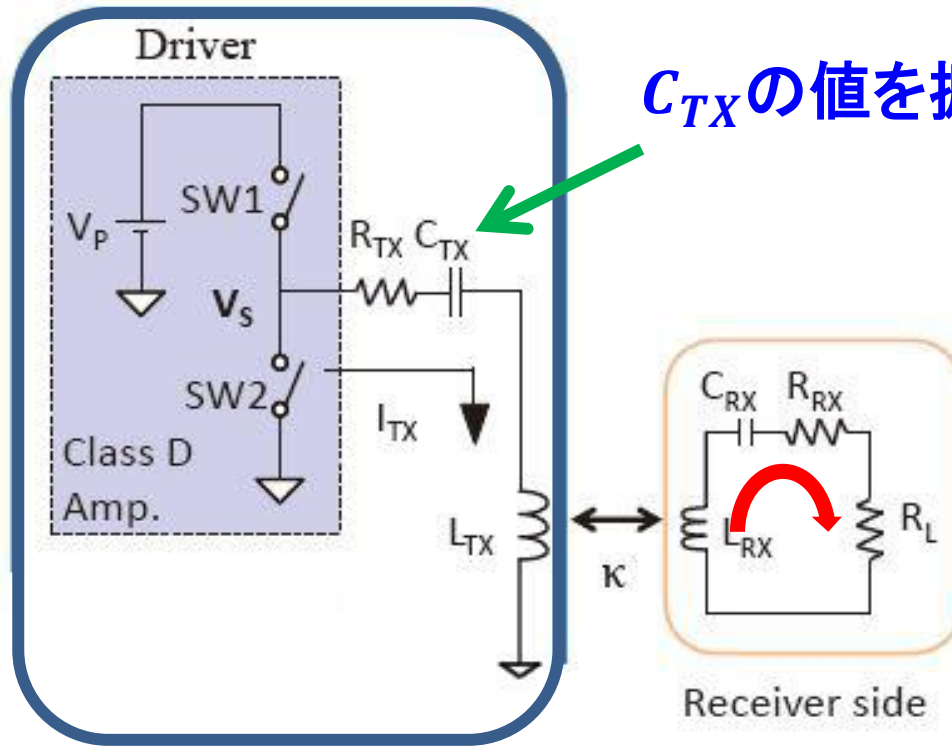 Driver
C_TXの値を
SW1
V_P
R_TX C_TX
V_S
SW2
I_TX
Class D
Amp.
L_TX
κ
C_RX R_RX
L_RX
R_L
Receiver side